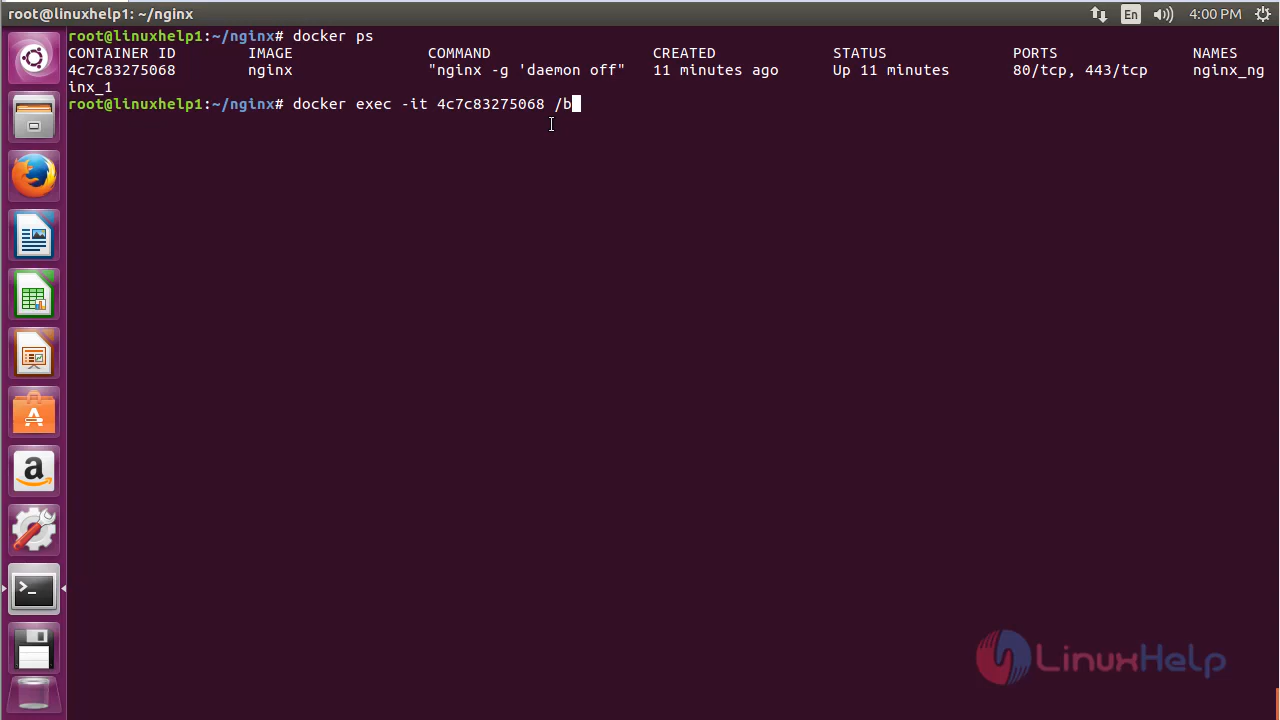 root@linuxhelp1: ~/nginx
En
4:00 PM
root@linuxhelp1:~/nginx# docker ps
CONTAINER ID IMAGE COMMAND CREATED STATUS PORTS NAMES
4c7c83275068 nginx "nginx -g 'daemon off" 11 minutes ago Up 11 minutes 80/tcp, 443/tcp nginx_ng
inx_1
root@linuxhelp1:~/nginx# docker exec -it 4c7c83275068 /b
LinuxHelp